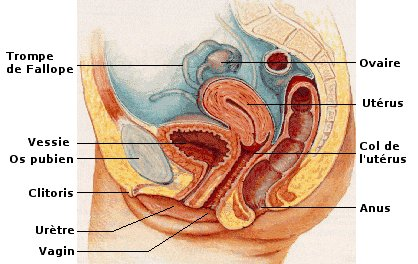 Trompe
de Fallope
Vessie
Os pubien
Clitoris
Urètre
Vagin
Ovaire
Utérus
Col de
l'utérus
Anus